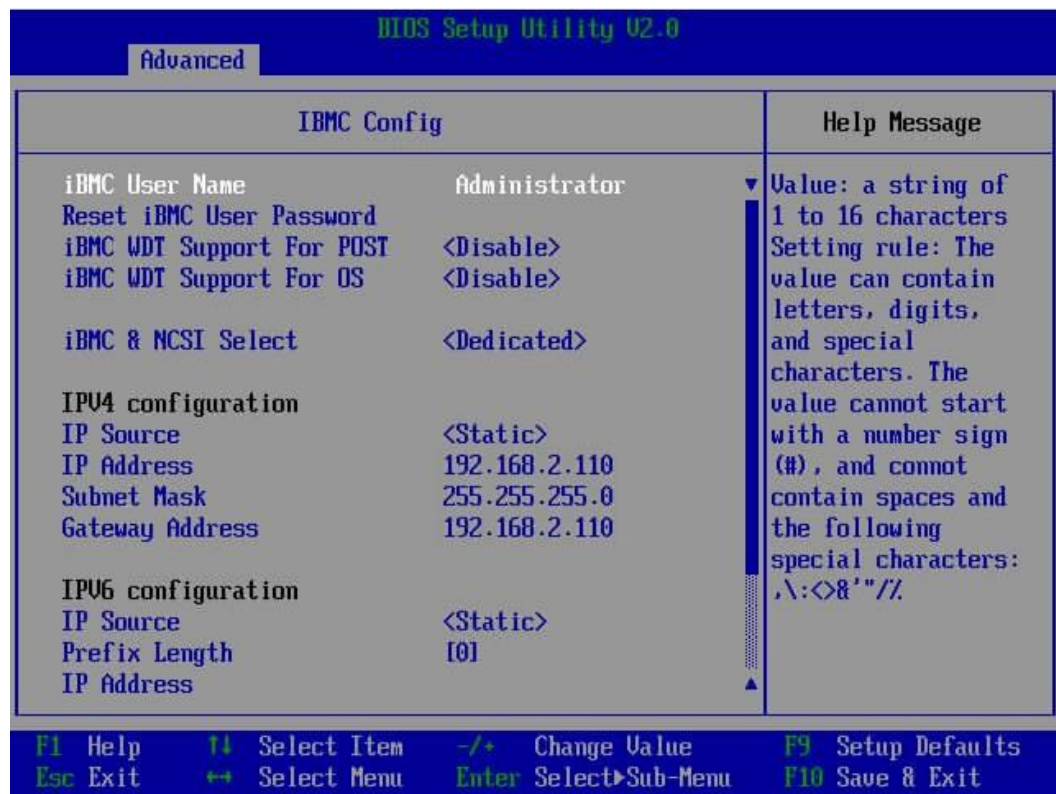 BIOS Setup Utility V2.0
Advanced
IBMC Config
iBMC User Name Administrator
Reset iBMC User Password
iBMC WDT Support For POST <Disable>
iBMC WDT Support For OS <Disable>
iBMC & NCSI Select <Dedicated>
IPV4 configuration
IP Source <Static>
IP Address 192.168.2.110
Subnet Mask 255.255.255.0
Gateway Address 192.168.2.110
IPV6 configuration
IP Source <Static>
Prefix Length [0]
IP Address
Help Message
Value: a string of
1 to 16 characters
Setting rule: The
value can contain
letters, digits,
and special
characters. The
value cannot start
with a number sign
(#), and connot
contain spaces and
the following
special characters:
,\:<>&'"/%
F1 Help ↑↓ Select Item -/+ Change Value F9 Setup Defaults
Esc Exit ←→ Select Menu Enter Select▶Sub-Menu F10 Save & Exit